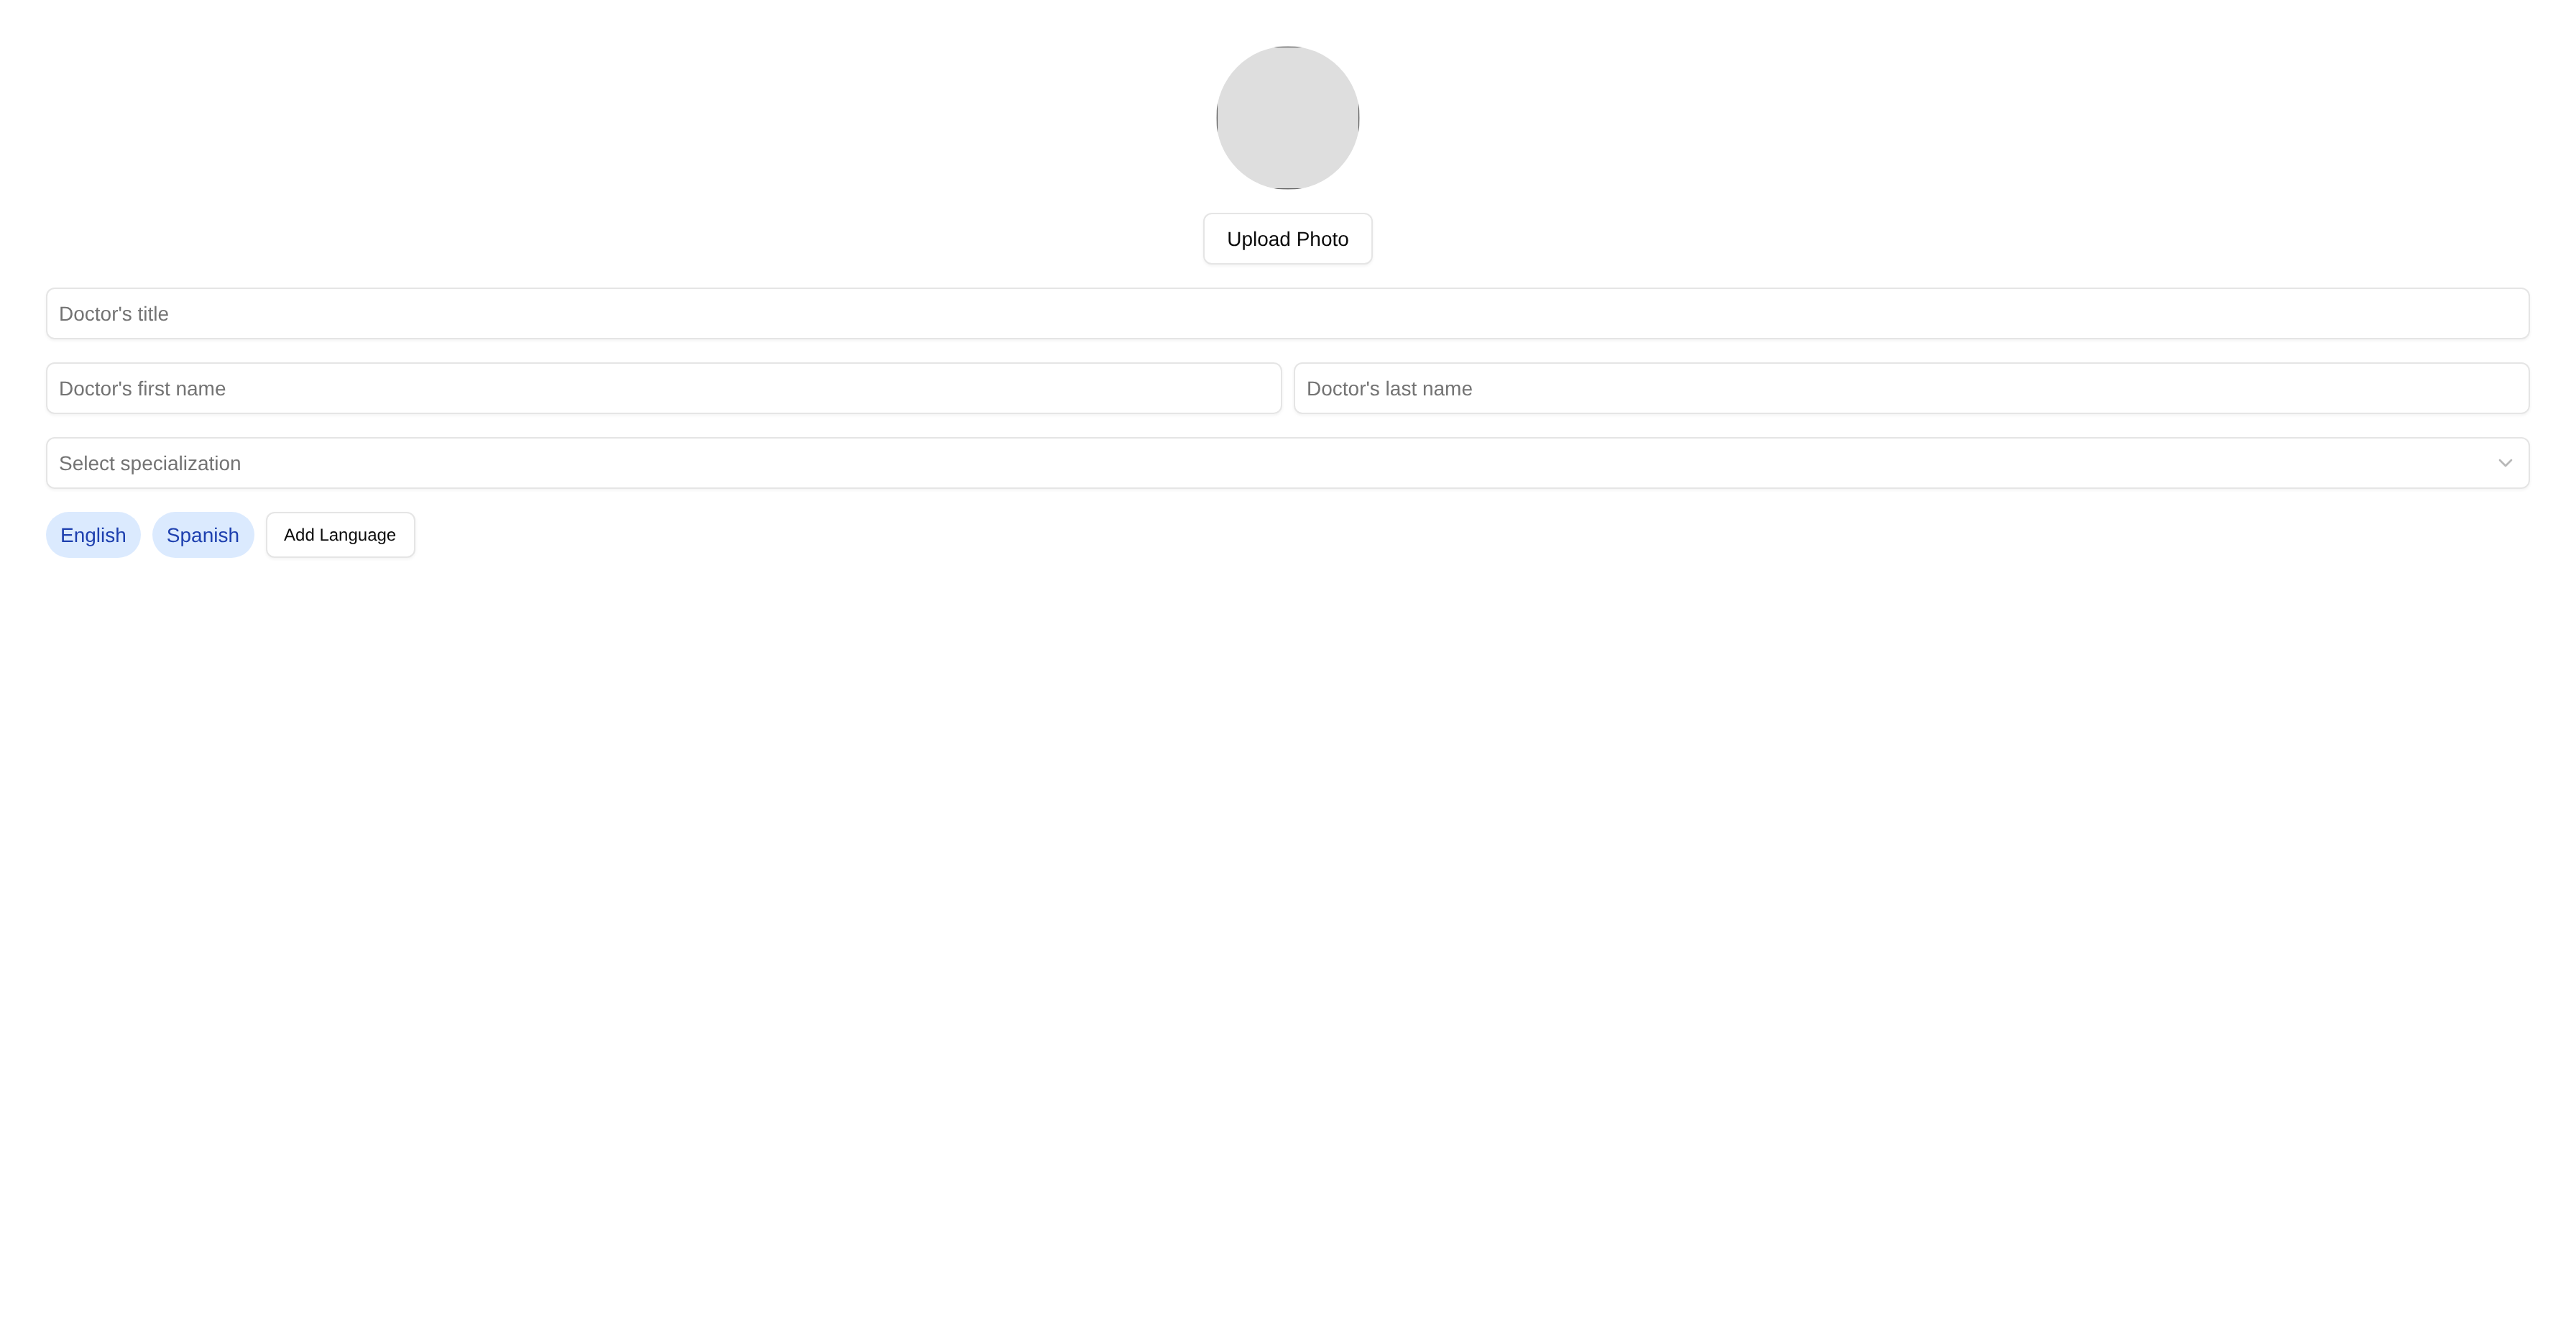 Upload Photo
Doctor's title
Doctor's first name Doctor's last name
Select specialization
English Spanish Add Language